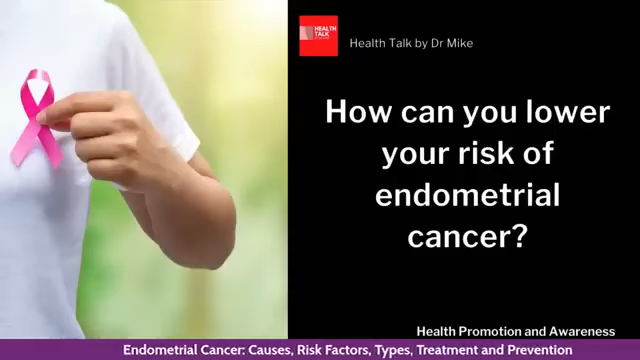 HEALTH
TALK
Health Talk by Dr Mike
How can you lower
your risk of
endometrial
cancer?
Health Promotion and Awareness
Endometrial Cancer: Causes, Risk Factors, Types, Treatment and Prevention